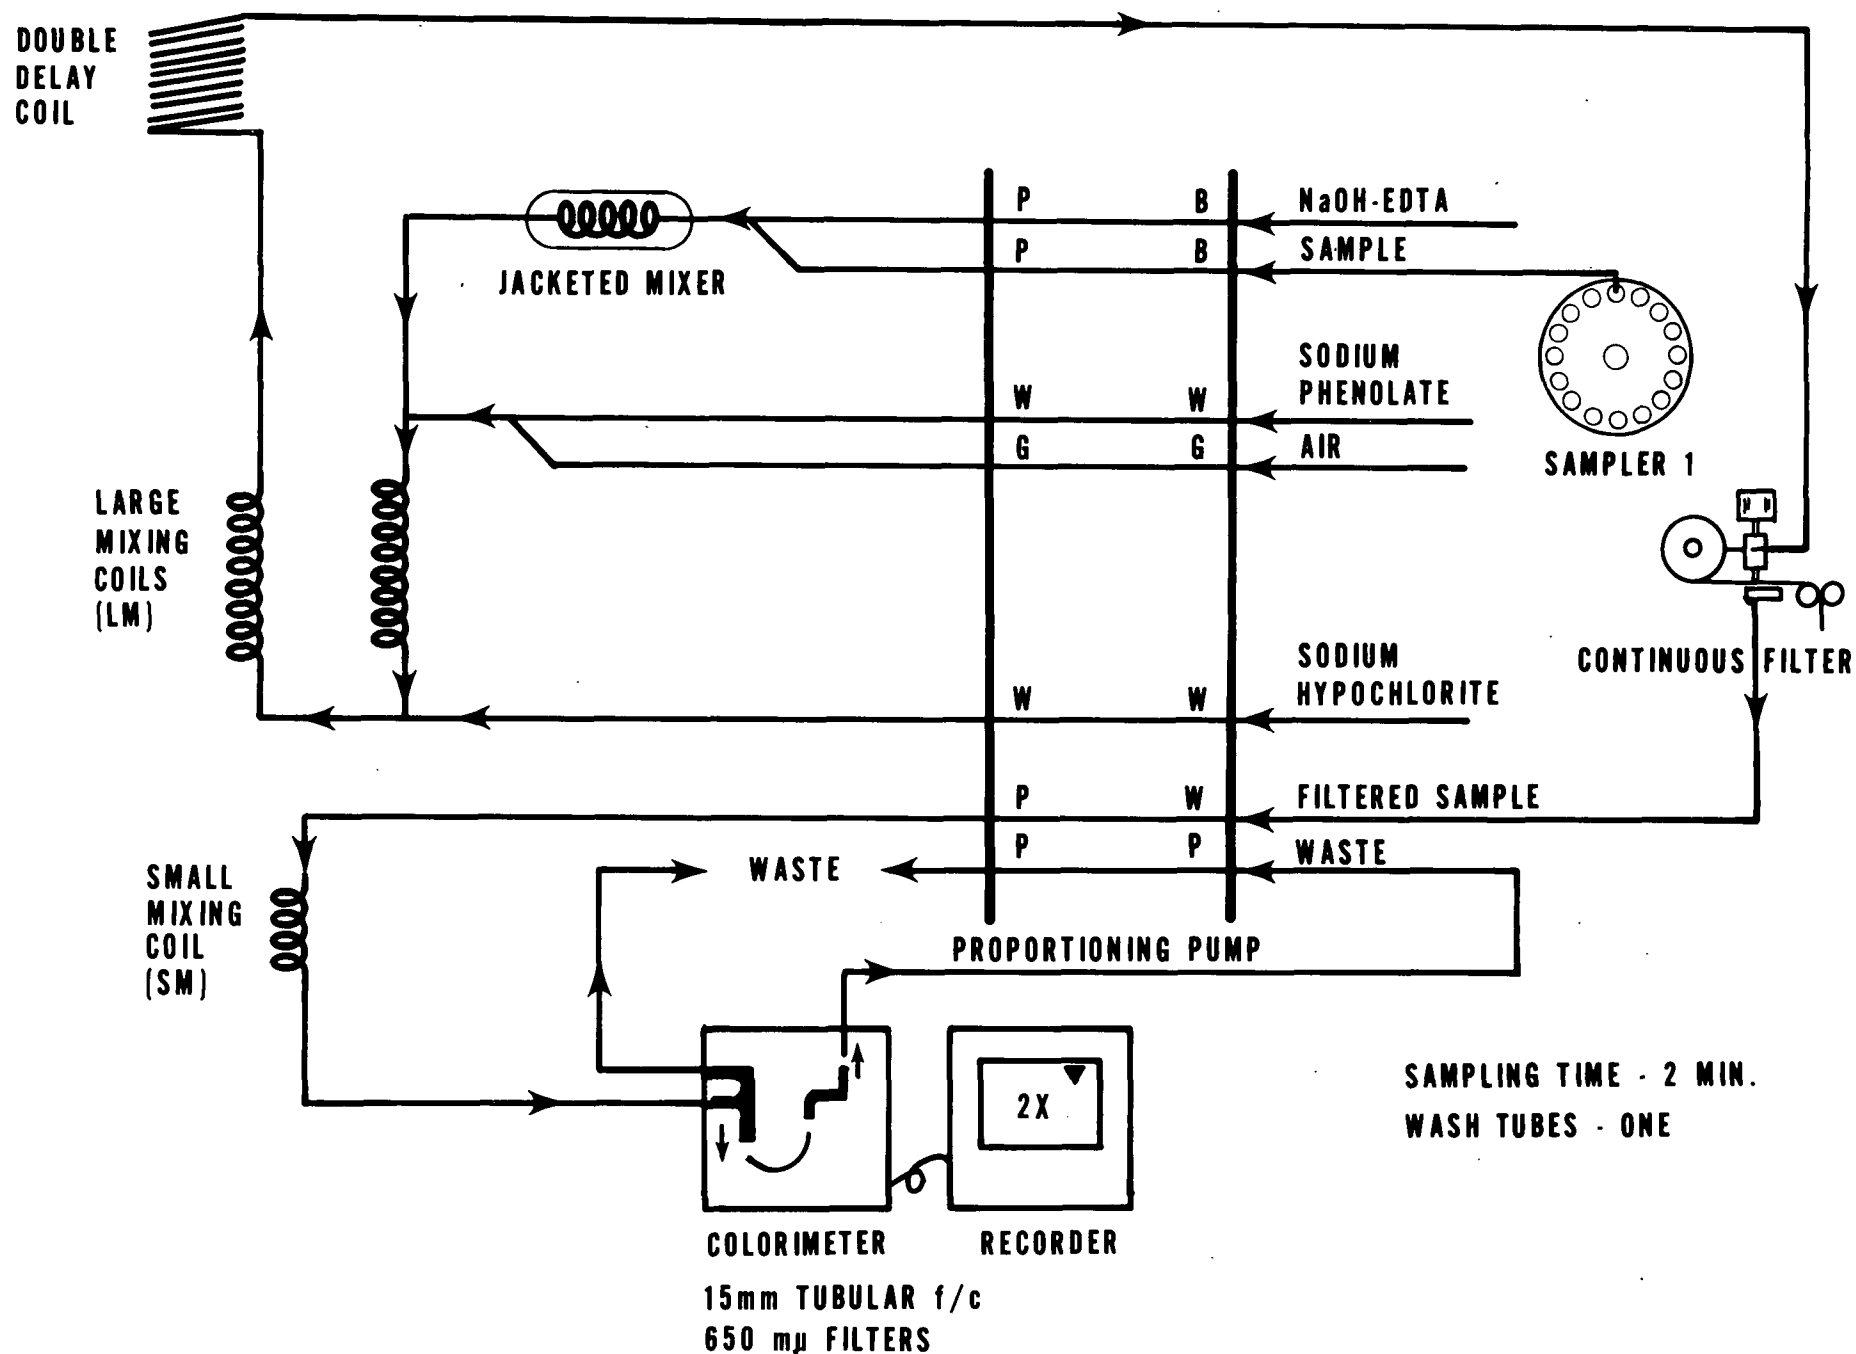 DOUBLE
DELAY
COIL
P B NaOH-EDTA
P B SAMPLE
JACKETED MIXER
SODIUM
PHENOLATE
W W
G G AIR
SAMPLER 1
LARGE
MIXING
COILS
(LM)
SODIUM
HYPOCHLORITE
W W
CONTINUOUS FILTER
P W FILTERED SAMPLE
P P WASTE
WASTE
SMALL
MIXING
COIL
(SM)
PROPORTIONING PUMP
2X
SAMPLING TIME - 2 MIN.
WASH TUBES - ONE
COLORIMETER
RECORDER
15mm TUBULAR f/c
650 mµ FILTERS